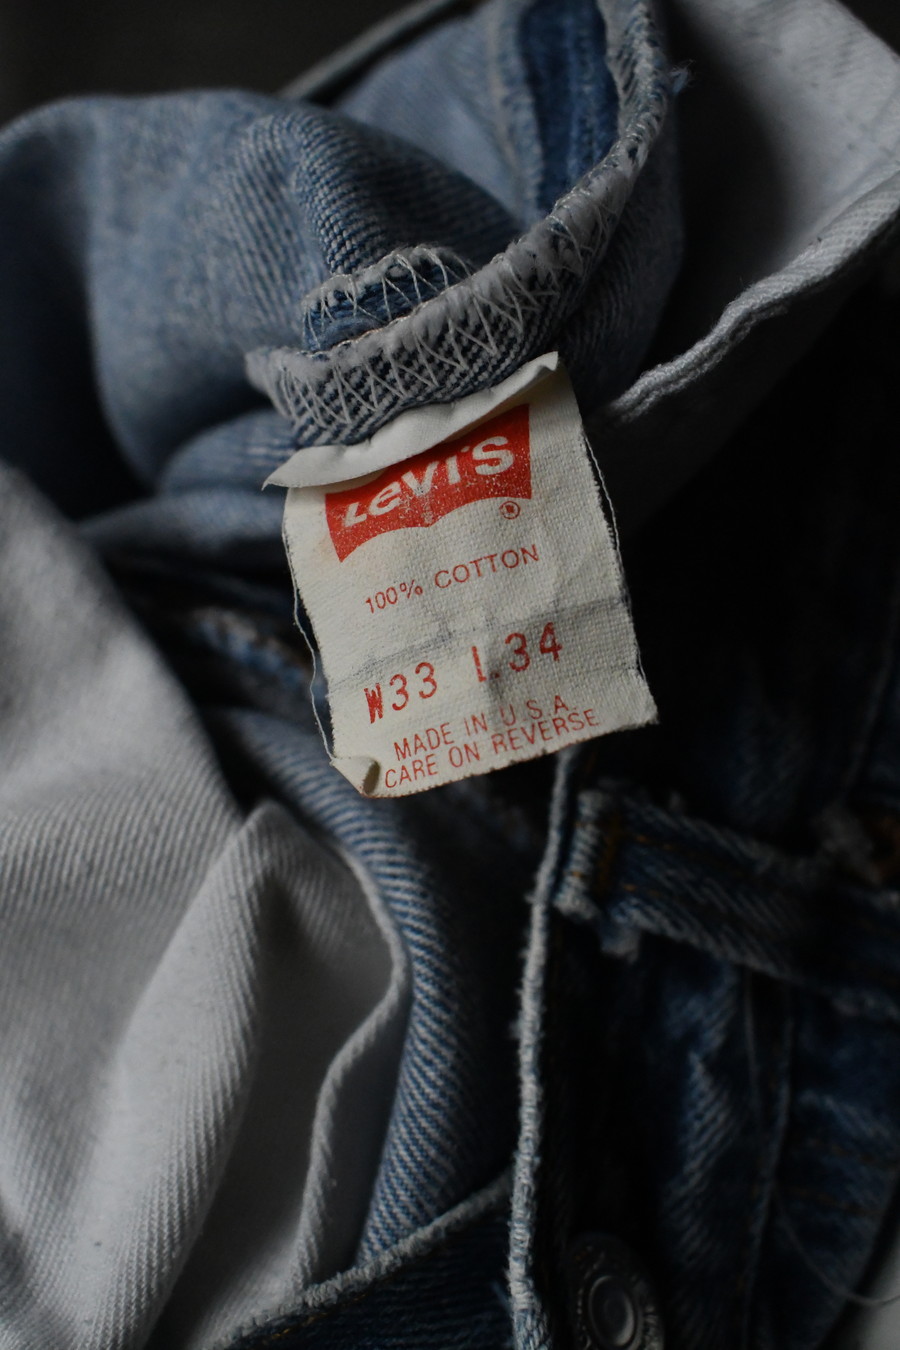 Levi's
®
100% COTTON
W33 L34
MADE IN U.S.A.
CARE ON REVERSE